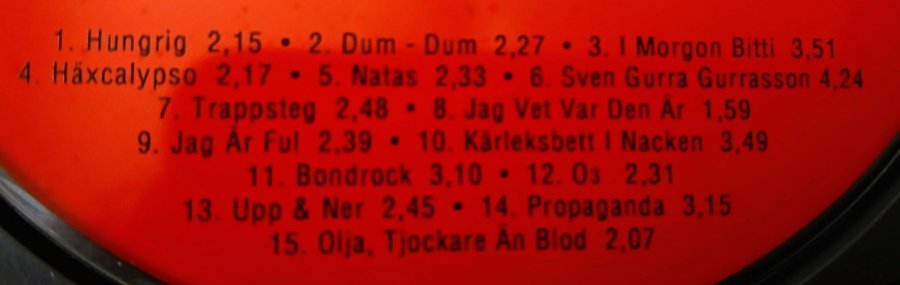 1. Hungrig 2,15 • 2. Dum - Dum 2,27 • 3. I Morgon Bitti 3,51
4. Häxcalypso 2,17 • 5. Natas 2,33 • 6. Sven Gurra Gurrasson 4,24
7. Trappsteg 2,48 • 8. Jag Vet Var Den Är 1,59
9. Jag Är Ful 2,39 • 10. Kärleksbett I Nacken 3,49
11. Bondrock 3,10 • 12. O3 2,31
13. Upp & Ner 2,45 • 14. Propaganda 3,15
15. Olja, Tjockare Än Blod 2,07